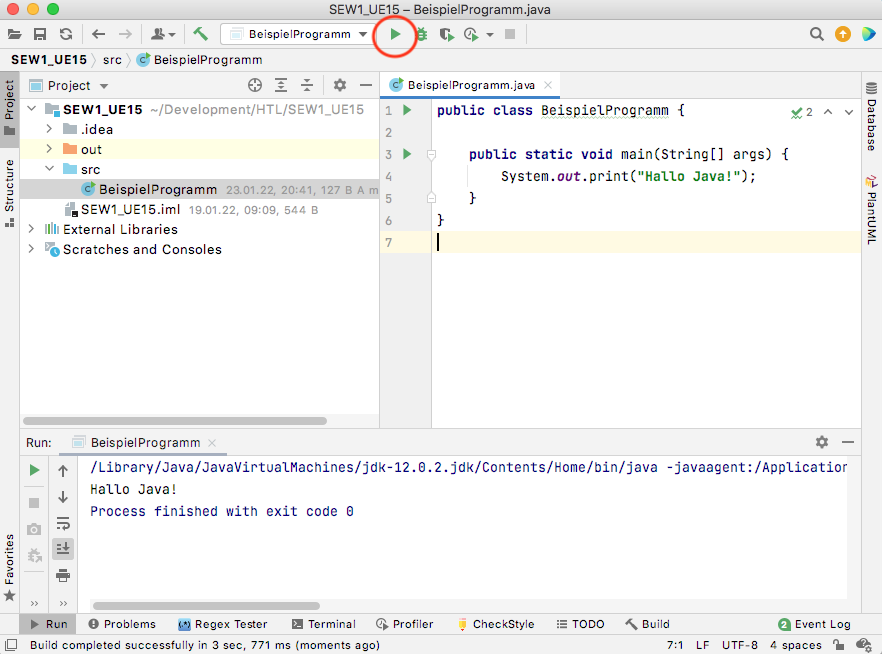 SEW1_UE15 – BeispielProgramm.java
BeispielProgramm
SEW1_UE15 src BeispielProgramm
Project
Structure
Favorites
Project
SEW1_UE15 ~/Development/HTL/SEW1_UE15
.idea
out
src
BeispielProgramm 23.01.22, 20:41, 127 B A m
SEW1_UE15.iml 19.01.22, 09:09, 544 B
External Libraries
Scratches and Consoles
BeispielProgramm.java
1 public class BeispielProgramm {
2
3 public static void main(String[] args) {
4 System.out.print("Hallo Java!");
5 }
6 }
7
2
Database
PlantUML
Run: BeispielProgramm
/Library/Java/JavaVirtualMachines/jdk-12.0.2.jdk/Contents/Home/bin/java -javaagent:/Application
Hallo Java!
Process finished with exit code 0
Run Problems Regex Tester Terminal Profiler CheckStyle TODO Build 2 Event Log
Build completed successfully in 3 sec, 771 ms (moments ago) 7:1 LF UTF-8 4 spaces